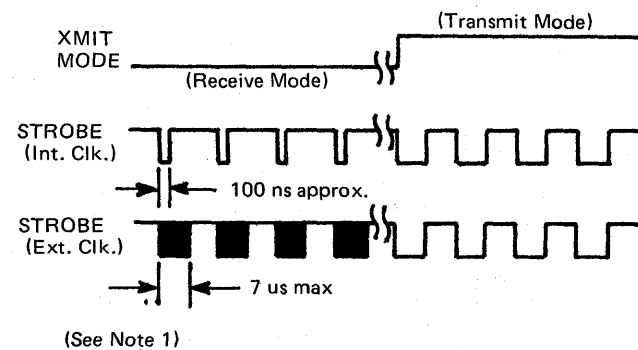 (Transmit Mode)
XMIT
MODE
(Receive Mode)
STROBE
(Int. Clk.)
100 ns approx.
STROBE
(Ext. Clk.)
7 us max
(See Note 1)